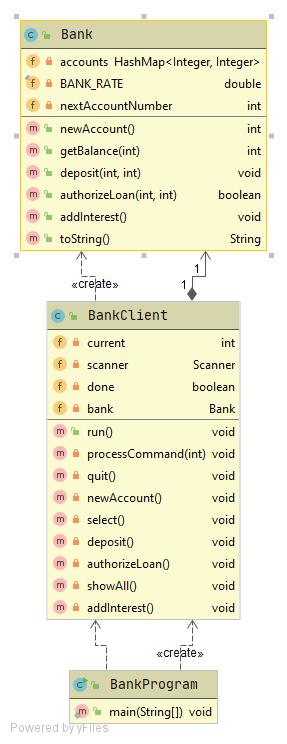 Bank
accounts HashMap<Integer, Integer>
BANK_RATE double
nextAccountNumber int
newAccount() int
getBalance(int) int
deposit(int, int) void
authorizeLoan(int, int) boolean
addInterest() void
toString() String
1
«create»
1
BankClient
current int
scanner Scanner
done boolean
bank Bank
run() void
processCommand(int) void
quit() void
newAccount() void
select() void
deposit() void
authorizeLoan() void
showAll() void
addInterest() void
«create»
BankProgram
main(String[]) void
Powered by yFiles